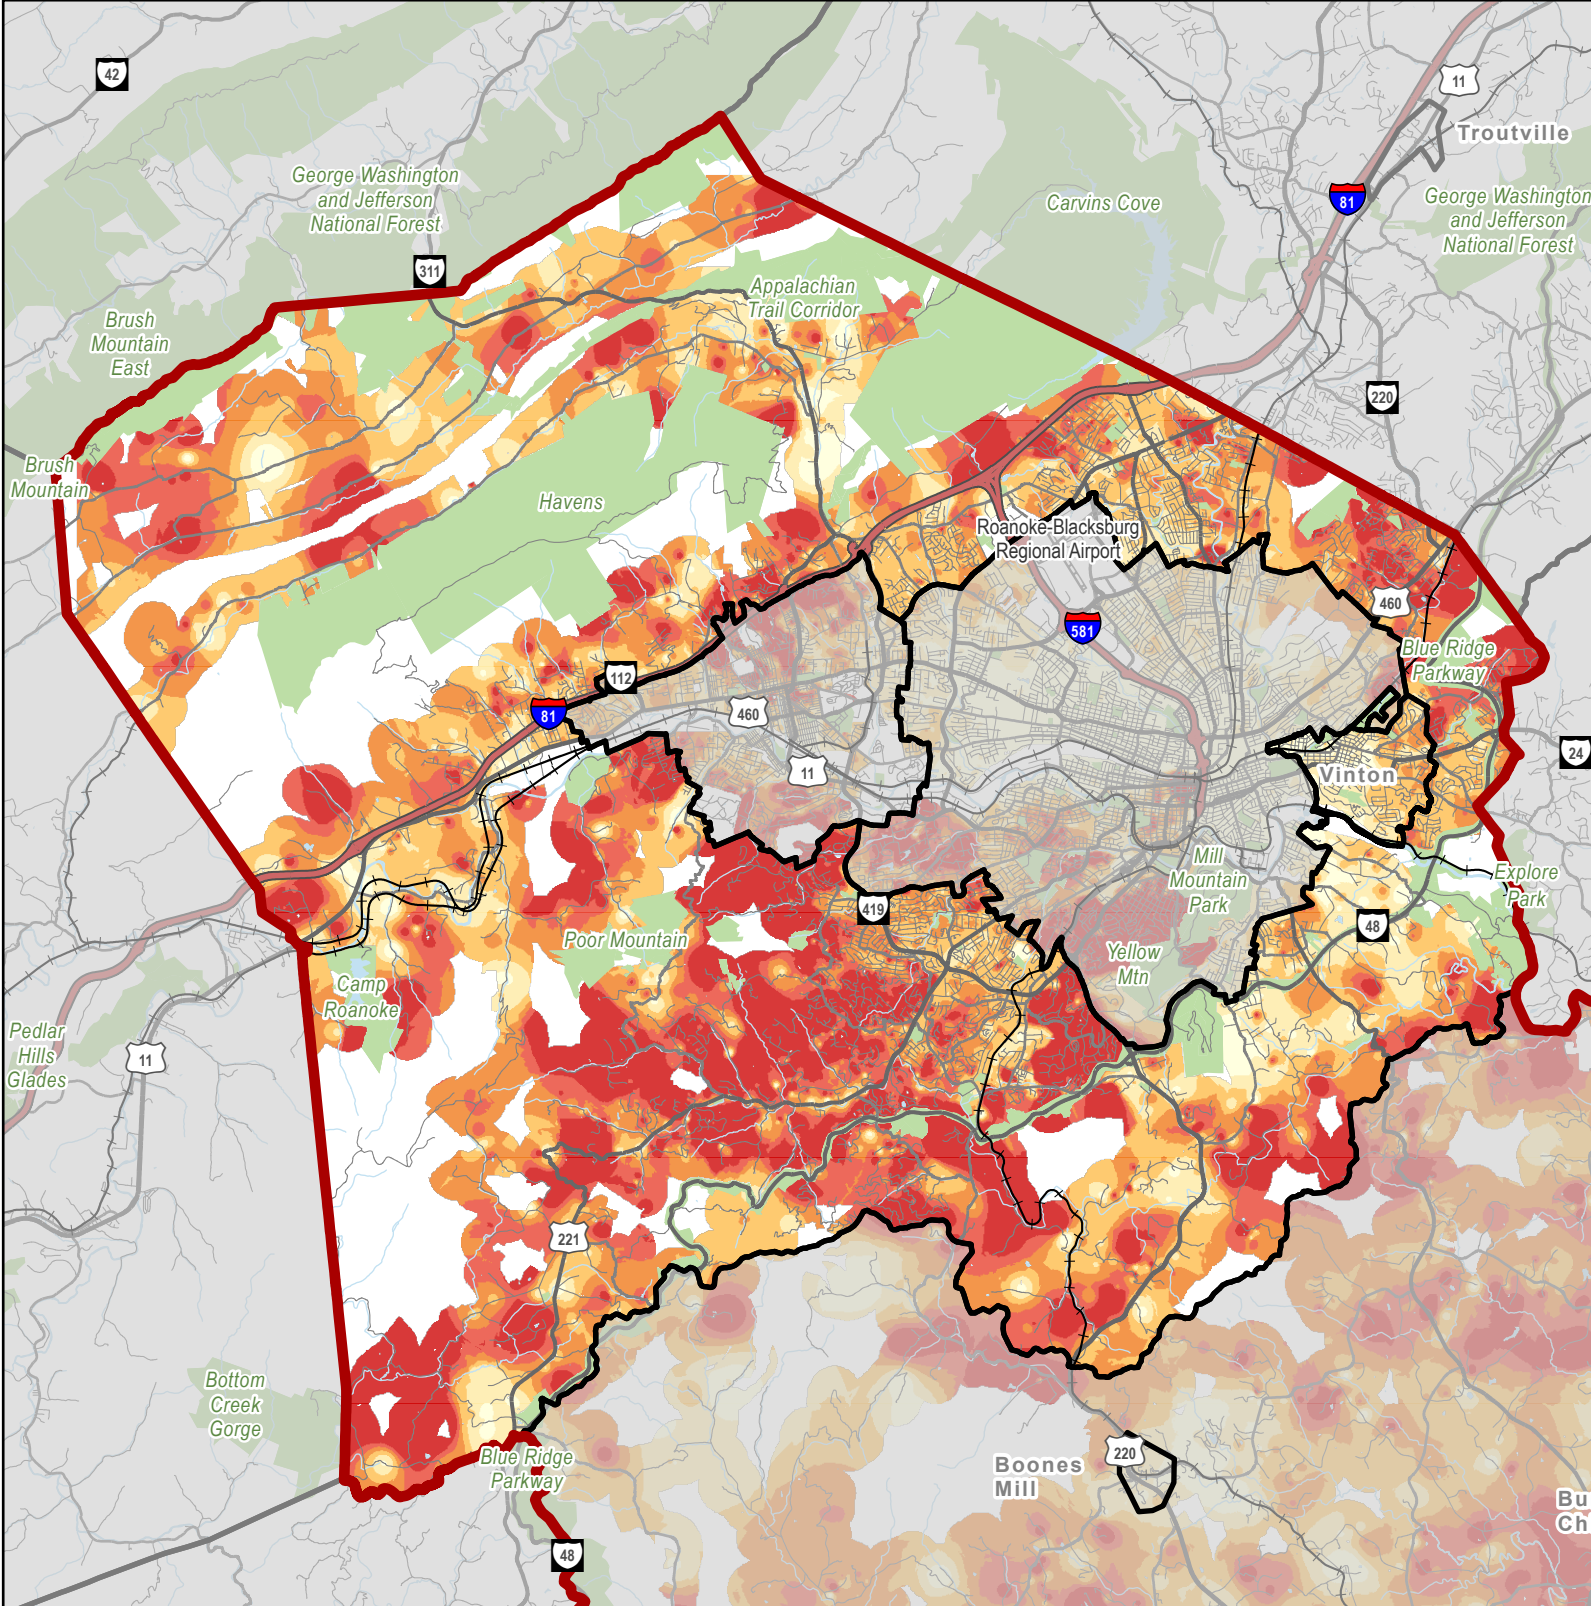 42
11
Troutville
George Washington
and Jefferson
National Forest
81
Carvins Cove
George Washington
and Jefferson
National Forest
311
Appalachian
Trail Corridor
Brush
Mountain
East
220
Brush
Mountain
Havens
Roanoke-Blacksburg
Regional Airport
460
581
Blue Ridge
Parkway
112
81
460
24
11
Vinton
Mill
Mountain
Park
Explore
Park
419
48
Poor Mountain
Yellow
Mtn
Camp
Roanoke
Pedlar
Hills
Glades
11
221
Bottom
Creek
Gorge
Blue Ridge
Parkway
Boones
Mill
220
Bu
Ch
48